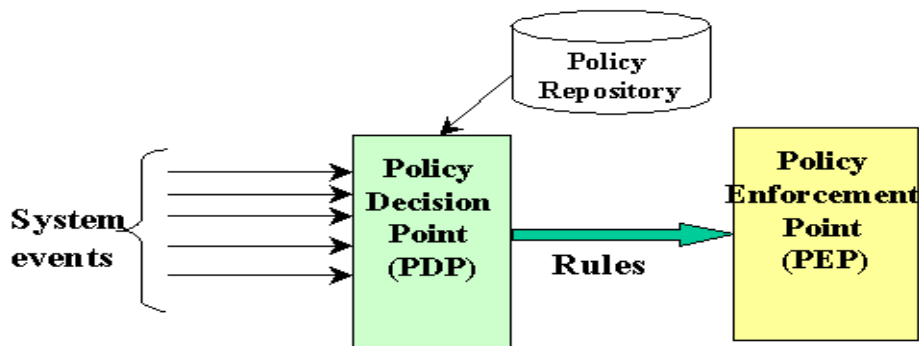 Policy
Repository
System
events
Policy
Decision
Point
(PDP)
Rules
Policy
Enforcement
Point
(PEP)